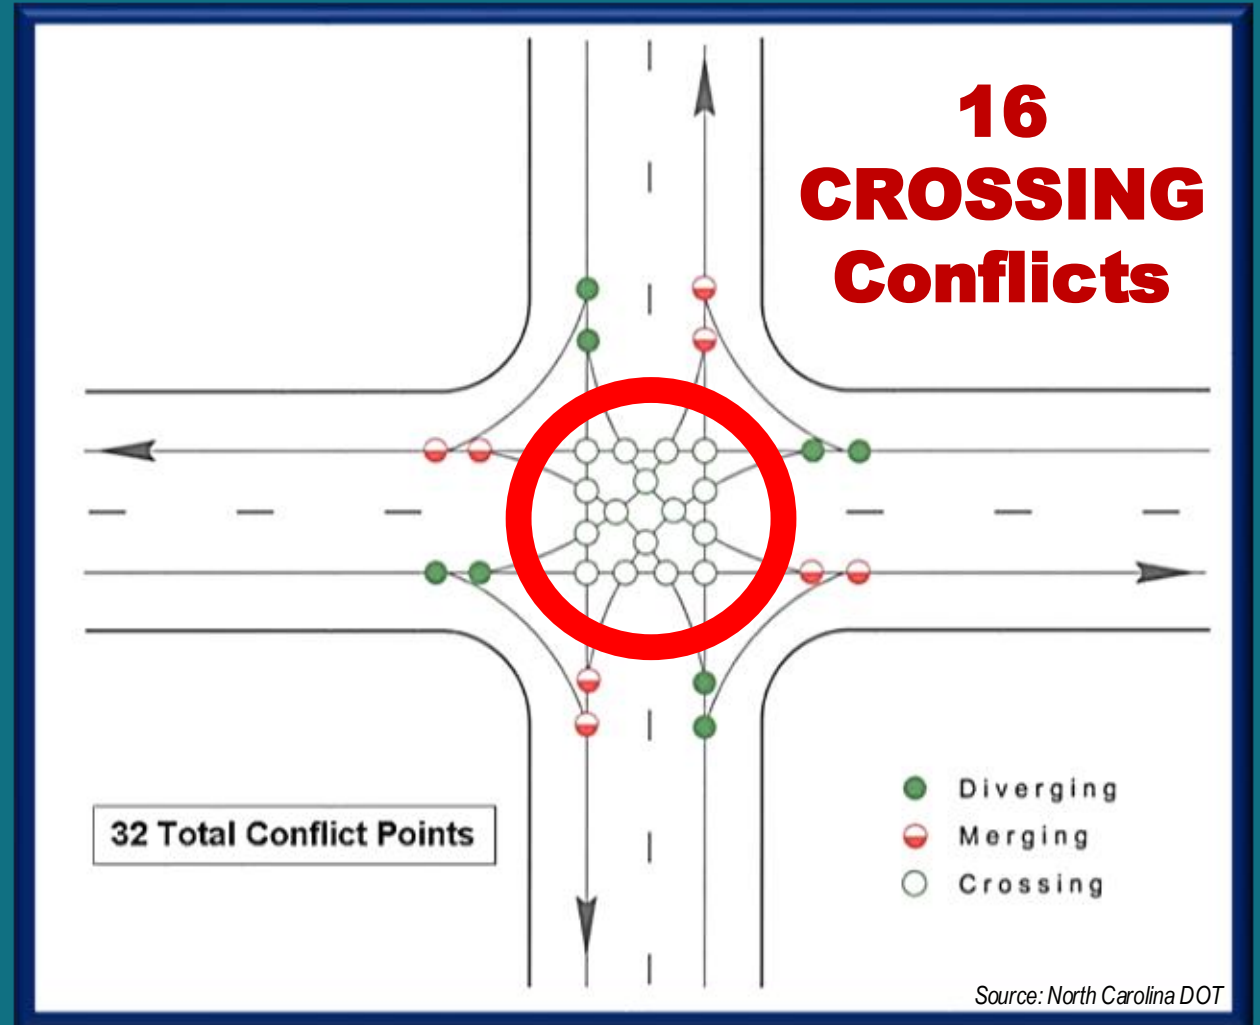 16
CROSSING
Conflicts
32 Total Conflict Points
Diverging
Merging
Crossing
Source: North Carolina DOT